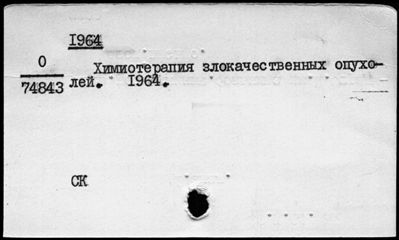 1964
0
74843
Химиотерапия злокачественных опухо-
лей. 1964.
СК